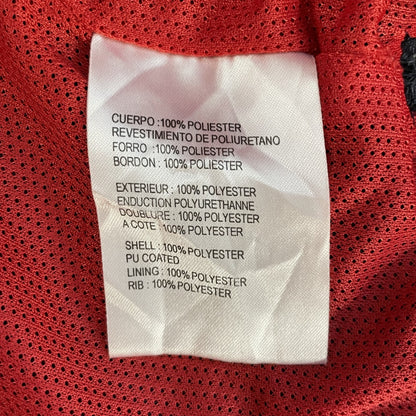 CUERPO :100% POLIESTER
REVESTIMIENTO DE POLIURETANO
FORRO : 100% POLIESTER
BORDON : 100% POLIESTER
EXTERIEUR : 100% POLYESTER
ENDUCTION POLYURETHANNE
DOUBLURE : 100% POLYESTER
A COTE : 100% POLYESTER
SHELL : 100% POLYESTER
PU COATED
LINING : 100% POLYESTER
RIB : 100% POLYESTER